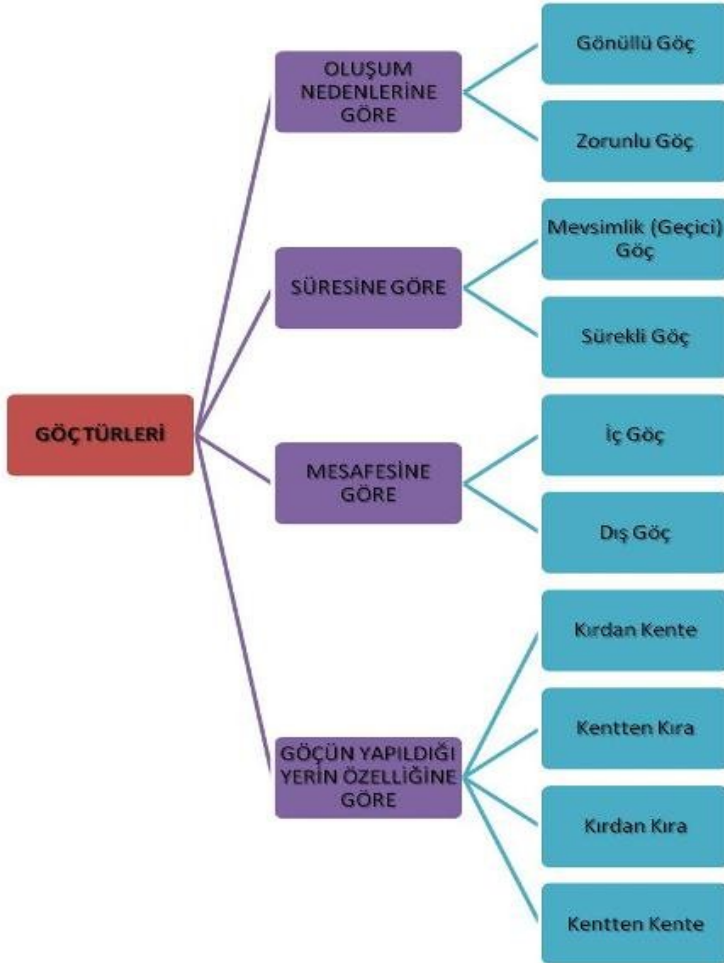 GÖÇ TÜRLERİ
OLUŞUM
NEDENLERİNE
GÖRE
Gönüllü Göç
Zorunlu Göç
SÜRESİNE GÖRE
Mevsimlik (Geçici)
Göç
Sürekli Göç
MESAFESİNE
GÖRE
İç Göç
Dış Göç
GÖÇÜN YAPILDIĞI
YERİN ÖZELLİĞİNE
GÖRE
Kırdan Kente
Kentten Kıra
Kırdan Kıra
Kentten Kente